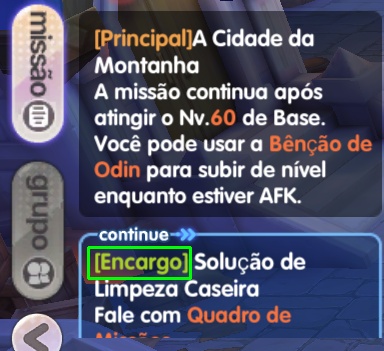 missão
grupo
[Principal]A Cidade da
Montanha
A missão continua após
atingir o Nv.60 de Base.
Você pode usar a Bênção de
Odin para subir de nível
enquanto estiver AFK.
continue
[Encargo] Solução de
Limpeza Caseira
Fale com Quadro de
Missões